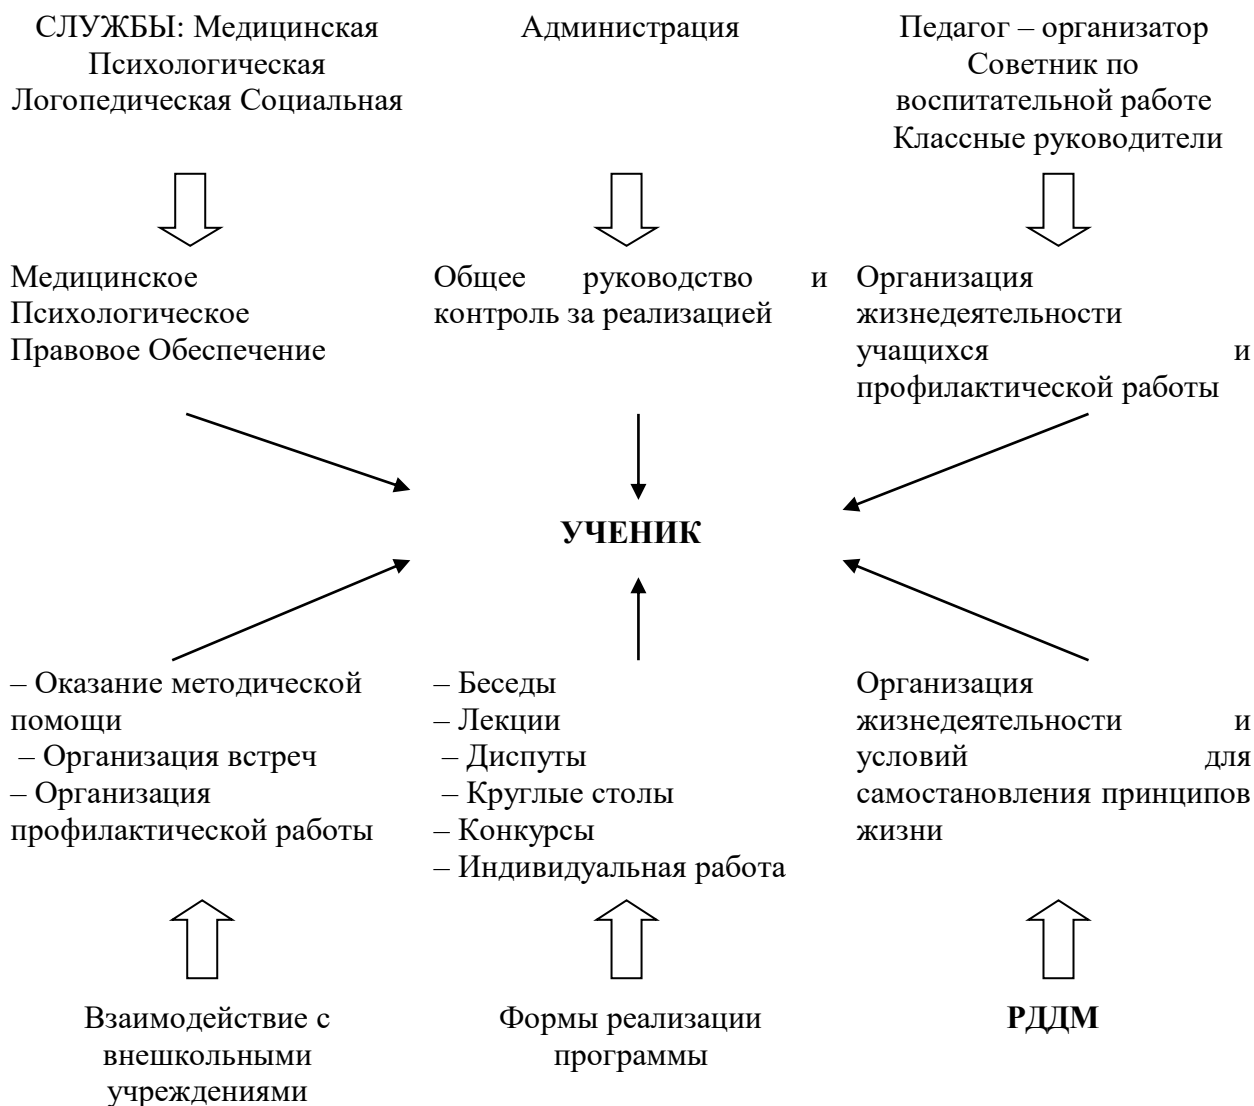 СЛУЖБЫ: Медицинская
Психологическая
Логопедическая Социальная
Администрация
Педагог – организатор
Советник по
воспитательной работе
Классные руководители
Медицинское
Психологическое
Правовое Обеспечение
Общее руководство и
контроль за реализацией
Организация
жизнедеятельности
учащихся и
профилактической работы
УЧЕНИК
– Оказание методической
помощи
– Организация встреч
– Организация
профилактической работы
– Беседы
– Лекции
– Диспуты
– Круглые столы
– Конкурсы
– Индивидуальная работа
Организация
жизнедеятельности и
условий для
самостановления принципов
жизни
Взаимодействие с
внешкольными
учреждениями
Формы реализации
программы
РДДМ